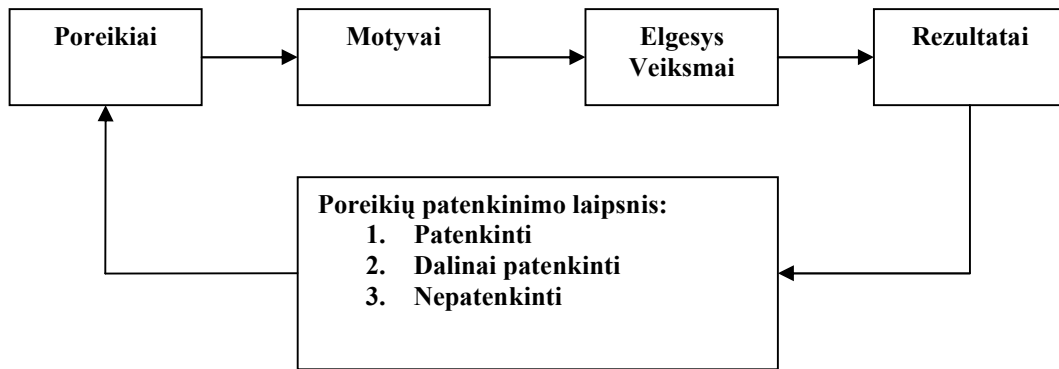 Poreikiai
Motyvai
Elgesys
Veiksmai
Rezultatai
Poreikių patenkinimo laipsnis:
1. Patenkinti
2. Dalinai patenkinti
3. Nepatenkinti